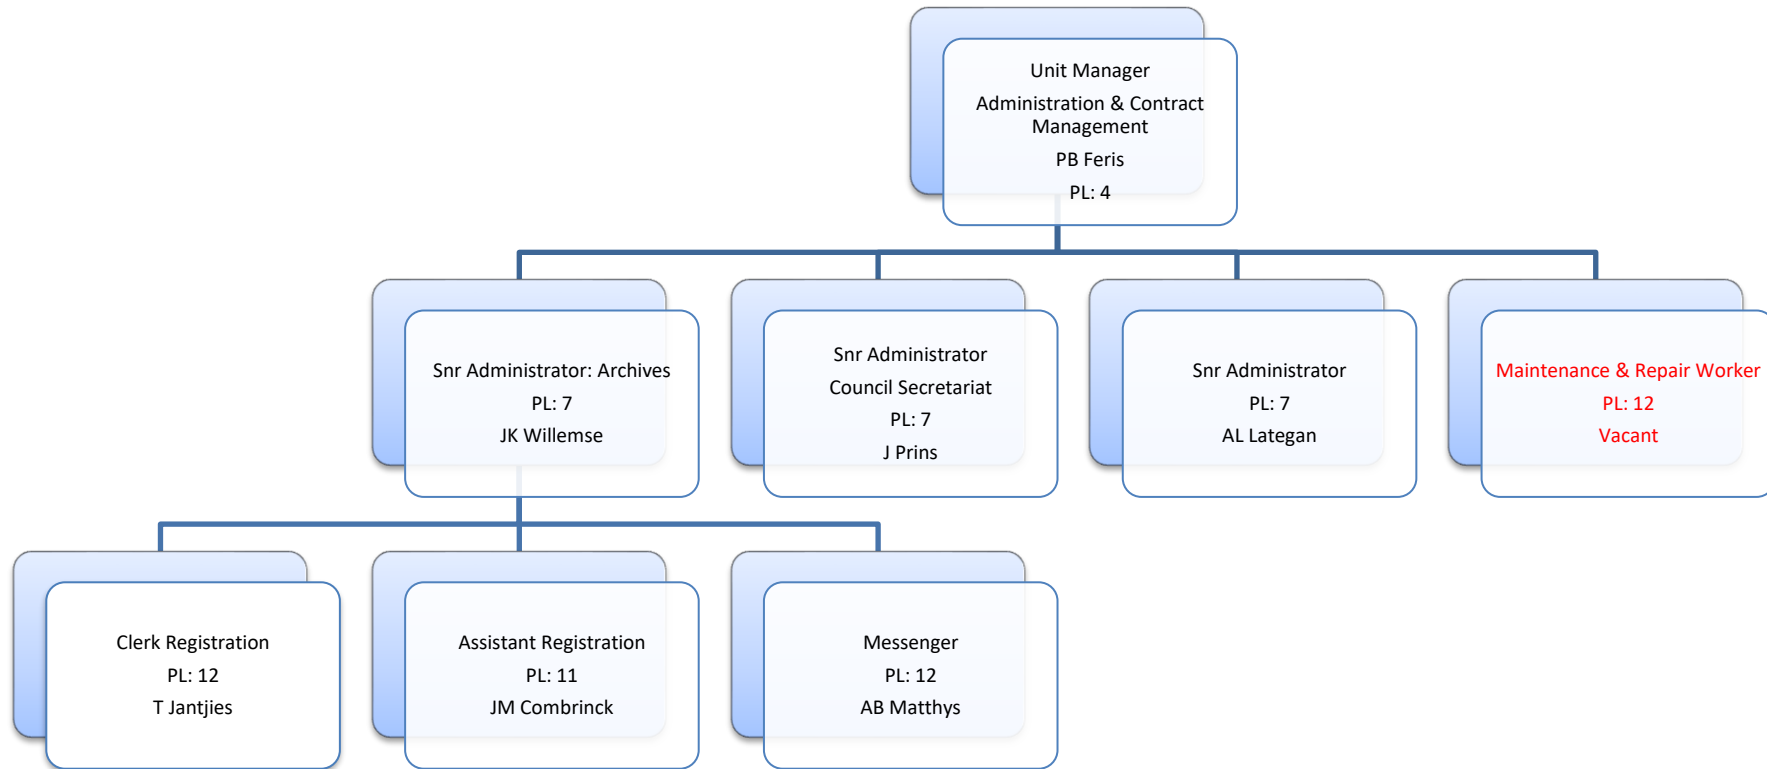 Unit Manager
Administration & Contract
Management
PB Feris
PL: 4
Snr Administrator: Archives
PL: 7
JK Willemse
Snr Administrator
Council Secretariat
PL: 7
J Prins
Snr Administrator
PL: 7
AL Lategan
Maintenance & Repair Worker
PL: 12
Vacant
Clerk Registration
PL: 12
T Jantjies
Assistant Registration
PL: 11
JM Combrinck
Messenger
PL: 12
AB Matthys